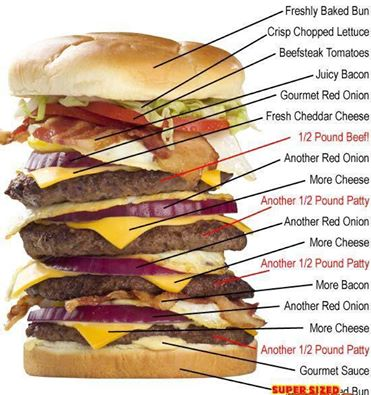 Freshly Baked Bun
Crisp Chopped Lettuce
Beefsteak Tomatoes
Juicy Bacon
Gourmet Red Onion
Fresh Cheddar Cheese
1/2 Pound Beef!
Another Red Onion
More Cheese
Another 1/2 Pound Patty
Another Red Onion
More Cheese
Another 1/2 Pound Patty
More Bacon
Another Red Onion
More Cheese
Another 1/2 Pound Patty
Gourmet Sauce
SUPER SIZED
Bun